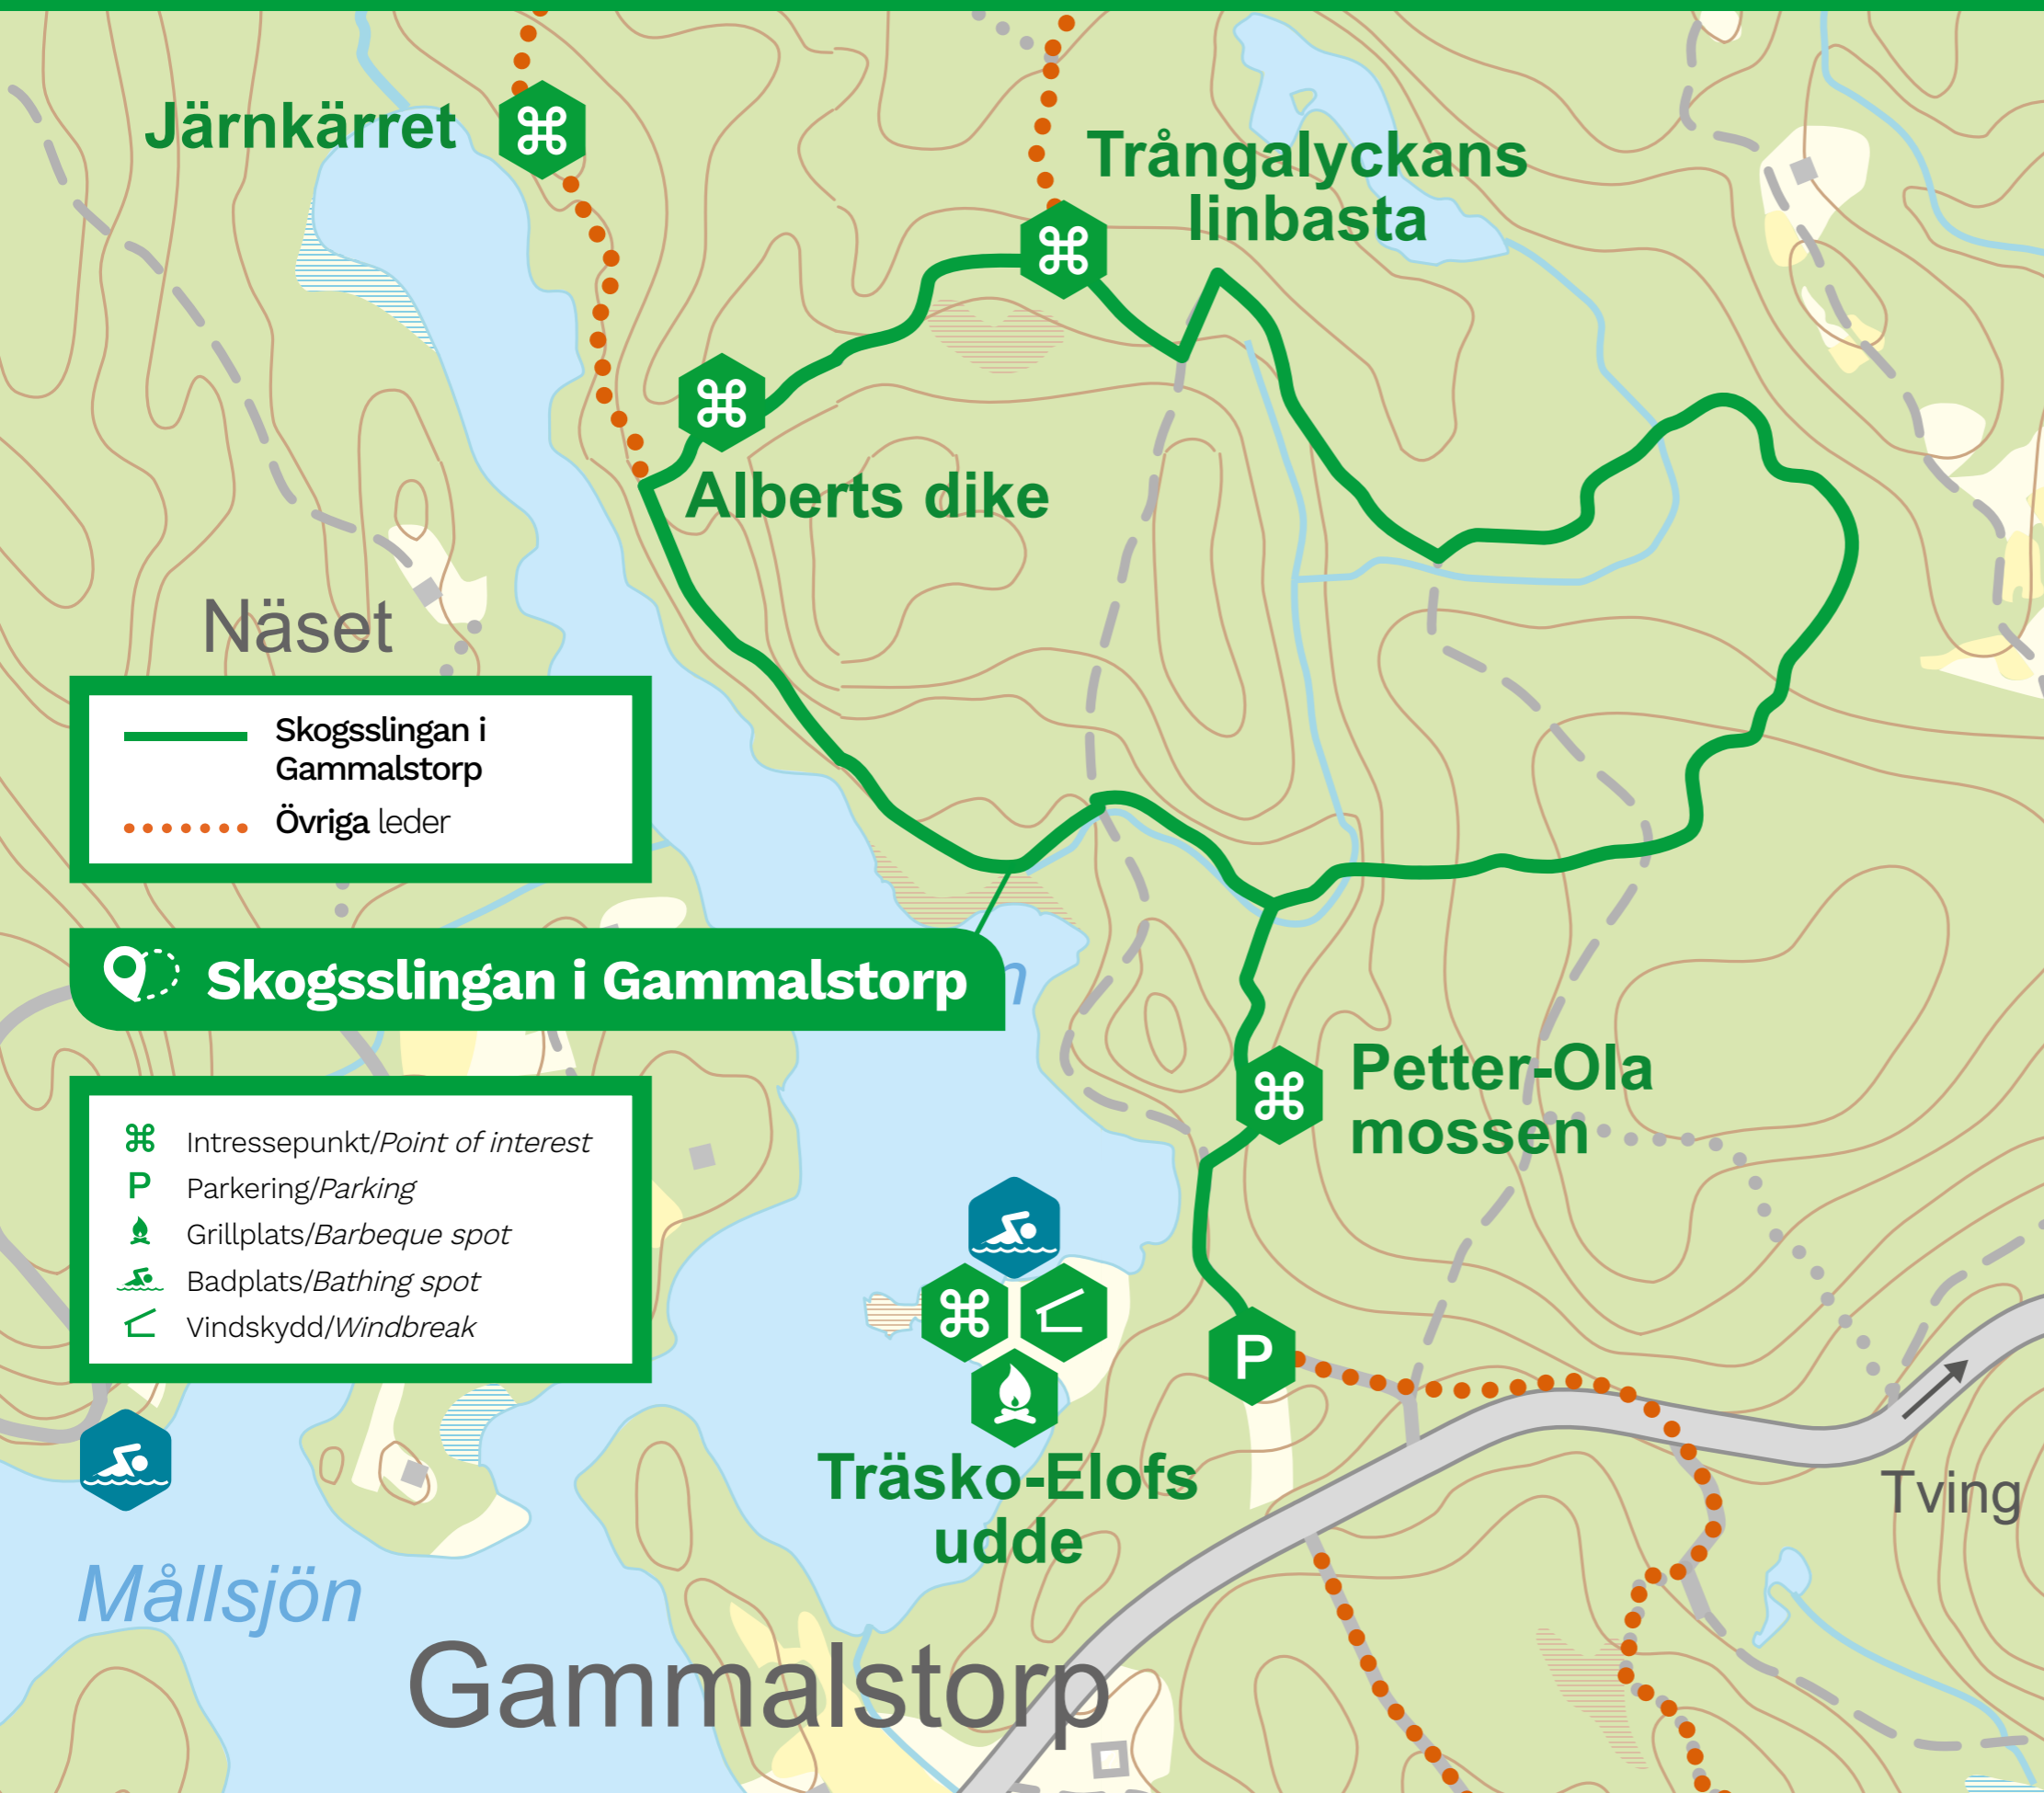 Järnkärret
Trångalyckans
linbasta
Alberts dike
Näset
Skogsslingan i
Gammalstorp
Övriga leder
Skogsslingan i Gammalstorp
n
Petter-Ola
mossen
Intressepunkt/Point of interest
P Parkering/Parking
Grillplats/Barbeque spot
Badplats/Bathing spot
Vindskydd/Windbreak
P
Träsko-Elofs
udde
Tving
Mållsjön
Gammalstorp